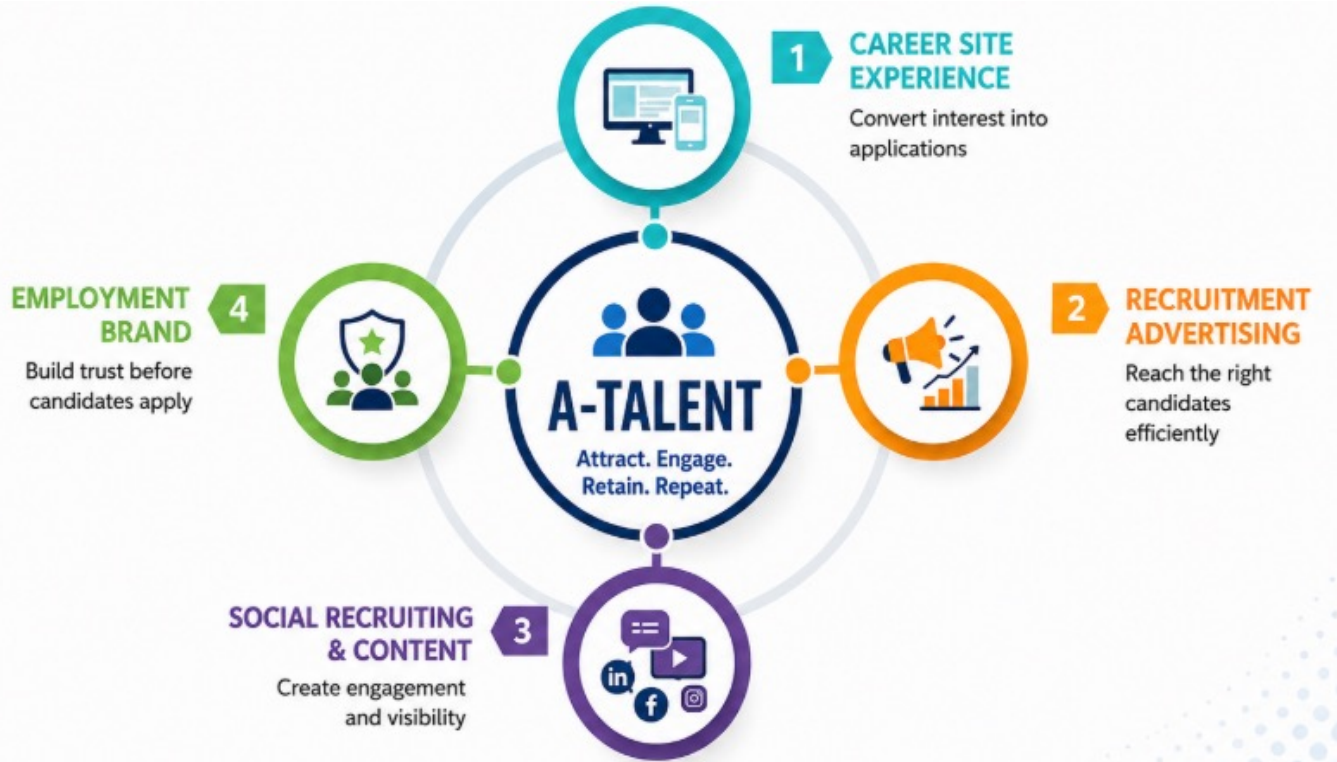 1
CAREER SITE
EXPERIENCE
Convert interest into
applications
2
RECRUITMENT
ADVERTISING
Reach the right
candidates
efficiently
3
SOCIAL RECRUITING
& CONTENT
Create engagement
and visibility
4
EMPLOYMENT
BRAND
Build trust before
candidates apply
A-TALENT
Attract. Engage.
Retain. Repeat.
in
f